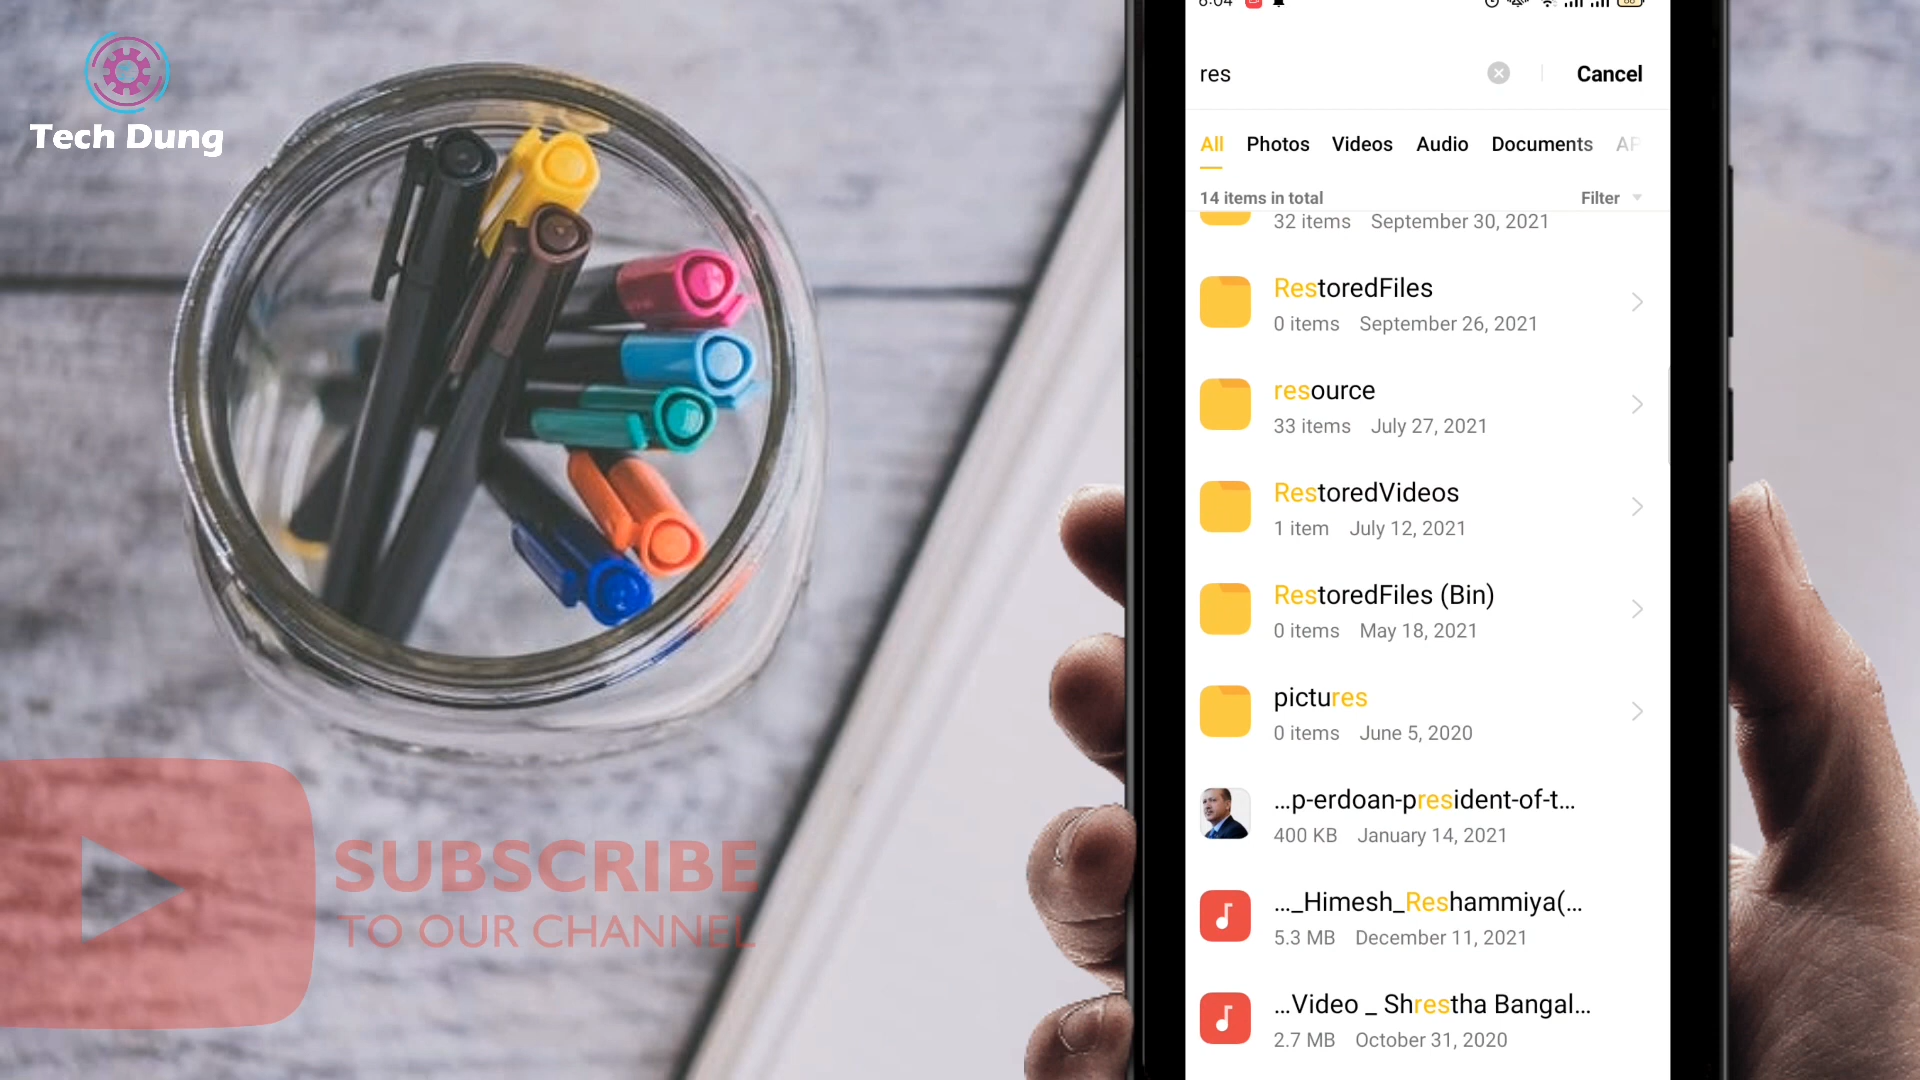 Tech Dung
SUBSCRIBE
TO OUR CHANNEL
6:04
res
Cancel
All Photos Videos Audio Documents AP
14 items in total Filter
32 items September 30, 2021
RestoredFiles
0 items September 26, 2021
resource
33 items July 27, 2021
RestoredVideos
1 item July 12, 2021
RestoredFiles (Bin)
0 items May 18, 2021
pictures
0 items June 5, 2020
...p-erdoan-president-of-t...
400 KB January 14, 2021
..._Himesh_Reshammiya(...
5.3 MB December 11, 2021
...Video _ Shrestha Bangal...
2.7 MB October 31, 2020